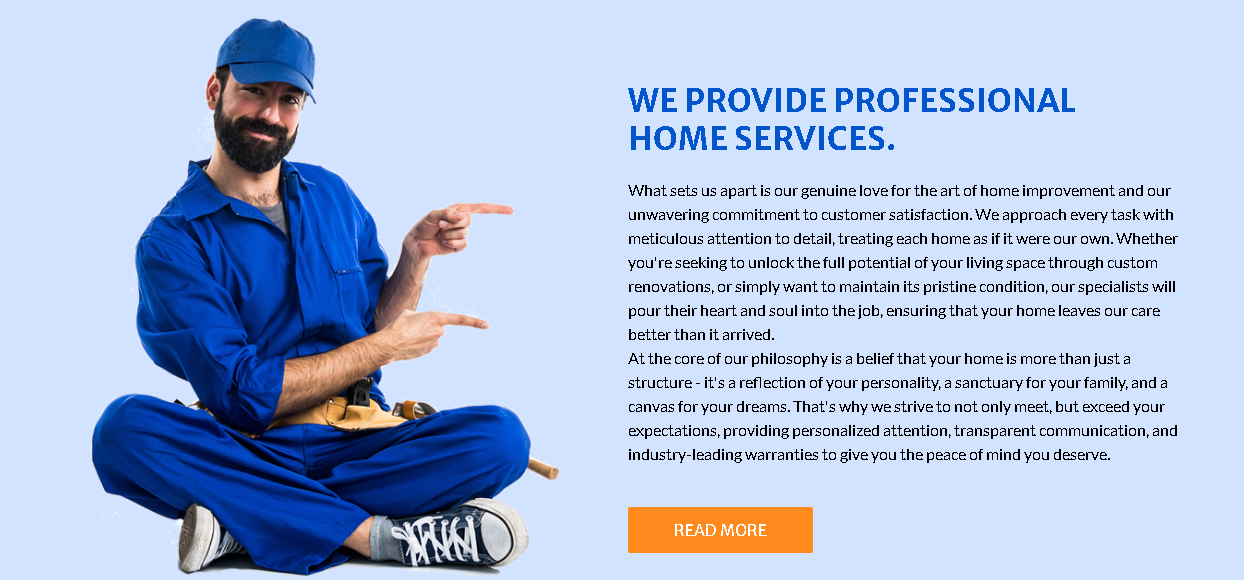 WE PROVIDE PROFESSIONAL
HOME SERVICES.
What sets us apart is our genuine love for the art of home improvement and our
unwavering commitment to customer satisfaction. We approach every task with
meticulous attention to detail, treating each home as if it were our own. Whether
you're seeking to unlock the full potential of your living space through custom
renovations, or simply want to maintain its pristine condition, our specialists will
pour their heart and soul into the job, ensuring that your home leaves our care
better than it arrived.
At the core of our philosophy is a belief that your home is more than just a
structure - it's a reflection of your personality, a sanctuary for your family, and a
canvas for your dreams. That's why we strive to not only meet, but exceed your
expectations, providing personalized attention, transparent communication, and
industry-leading warranties to give you the peace of mind you deserve.
READ MORE